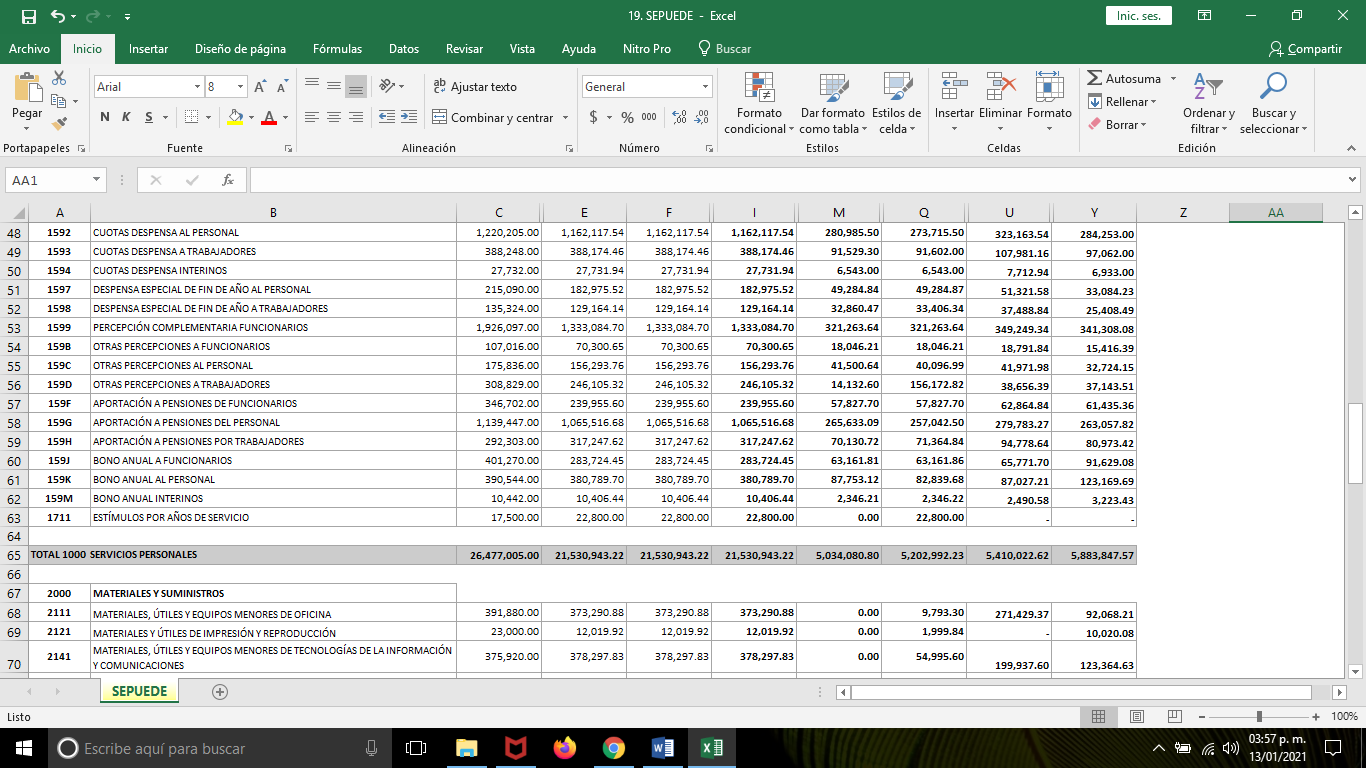 19. SEPUEDE - Excel
Inic. ses.
Archivo Inicio Insertar Diseño de página Fórmulas Datos Revisar Vista Ayuda Nitro Pro Buscar Compartir
Pegar
Arial 8
N K S
Ajustar texto
Combinar y centrar
General
$ % 000
Formato condicional
Dar formato como tabla
Estilos de celda
Insertar Eliminar Formato
Autosuma
Rellenar
Borrar
Ordenar y filtrar
Buscar y seleccionar
Portapapeles Fuente Alineación Número Estilos Celdas Edición
AA1 fx
A B C E F I M Q U Y Z AA
48 1592 CUOTAS DESPENSA AL PERSONAL 1,220,205.00 1,162,117.54 1,162,117.54 1,162,117.54 280,985.50 273,715.50 323,163.54 284,253.00
49 1593 CUOTAS DESPENSA A TRABAJADORES 388,248.00 388,174.46 388,174.46 388,174.46 91,529.30 91,602.00 107,981.16 97,062.00
50 1594 CUOTAS DESPENSA INTERINOS 27,732.00 27,731.94 27,731.94 27,731.94 6,543.00 6,543.00 7,712.94 6,933.00
51 1597 DESPENSA ESPECIAL DE FIN DE AÑO AL PERSONAL 215,090.00 182,975.52 182,975.52 182,975.52 49,284.84 49,284.87 51,321.58 33,084.23
52 1598 DESPENSA ESPECIAL DE FIN DE AÑO A TRABAJADORES 135,324.00 129,164.14 129,164.14 129,164.14 32,860.47 33,406.34 37,488.84 25,408.49
53 1599 PERCEPCIÓN COMPLEMENTARIA FUNCIONARIOS 1,926,097.00 1,333,084.70 1,333,084.70 1,333,084.70 321,263.64 321,263.64 349,249.34 341,308.08
54 159B OTRAS PERCEPCIONES A FUNCIONARIOS 107,016.00 70,300.65 70,300.65 70,300.65 18,046.21 18,046.21 18,791.84 15,416.39
55 159C OTRAS PERCEPCIONES AL PERSONAL 175,836.00 156,293.76 156,293.76 156,293.76 41,500.64 40,096.99 41,971.98 32,724.15
56 159D OTRAS PERCEPCIONES A TRABAJADORES 308,829.00 246,105.32 246,105.32 246,105.32 14,132.60 156,172.82 38,656.39 37,143.51
57 159F APORTACIÓN A PENSIONES DE FUNCIONARIOS 346,702.00 239,955.60 239,955.60 239,955.60 57,827.70 57,827.70 62,864.84 61,435.36
58 159G APORTACIÓN A PENSIONES DEL PERSONAL 1,139,447.00 1,065,516.68 1,065,516.68 1,065,516.68 265,633.09 257,042.50 279,783.27 263,057.82
59 159H APORTACIÓN A PENSIONES POR TRABAJADORES 292,303.00 317,247.62 317,247.62 317,247.62 70,130.72 71,364.84 94,778.64 80,973.42
60 159J BONO ANUAL A FUNCIONARIOS 401,270.00 283,724.45 283,724.45 283,724.45 63,161.81 63,161.86 65,771.70 91,629.08
61 159K BONO ANUAL AL PERSONAL 390,544.00 380,789.70 380,789.70 380,789.70 87,753.12 82,839.68 87,027.21 123,169.69
62 159M BONO ANUAL INTERINOS 10,442.00 10,406.44 10,406.44 10,406.44 2,346.21 2,346.22 2,490.58 3,223.43
63 1711 ESTÍMULOS POR AÑOS DE SERVICIO 17,500.00 22,800.00 22,800.00 22,800.00 0.00 22,800.00 - -
64
65 TOTAL 1000 SERVICIOS PERSONALES 26,477,005.00 21,530,943.22 21,530,943.22 21,530,943.22 5,034,080.80 5,202,992.23 5,410,022.62 5,883,847.57
66
67 2000 MATERIALES Y SUMINISTROS
68 2111 MATERIALES, ÚTILES Y EQUIPOS MENORES DE OFICINA 391,880.00 373,290.88 373,290.88 373,290.88 0.00 9,793.30 271,429.37 92,068.21
69 2121 MATERIALES Y ÚTILES DE IMPRESIÓN Y REPRODUCCIÓN 23,000.00 12,019.92 12,019.92 12,019.92 0.00 1,999.84 - 10,020.08
70 2141 MATERIALES, ÚTILES Y EQUIPOS MENORES DE TECNOLOGÍAS DE LA INFORMACIÓN Y COMUNICACIONES 375,920.00 378,297.83 378,297.83 378,297.83 0.00 54,995.60 199,937.60 123,364.63
SEPUEDE
Listo 100%
Escribe aquí para buscar
03:57 p. m.
13/01/2021